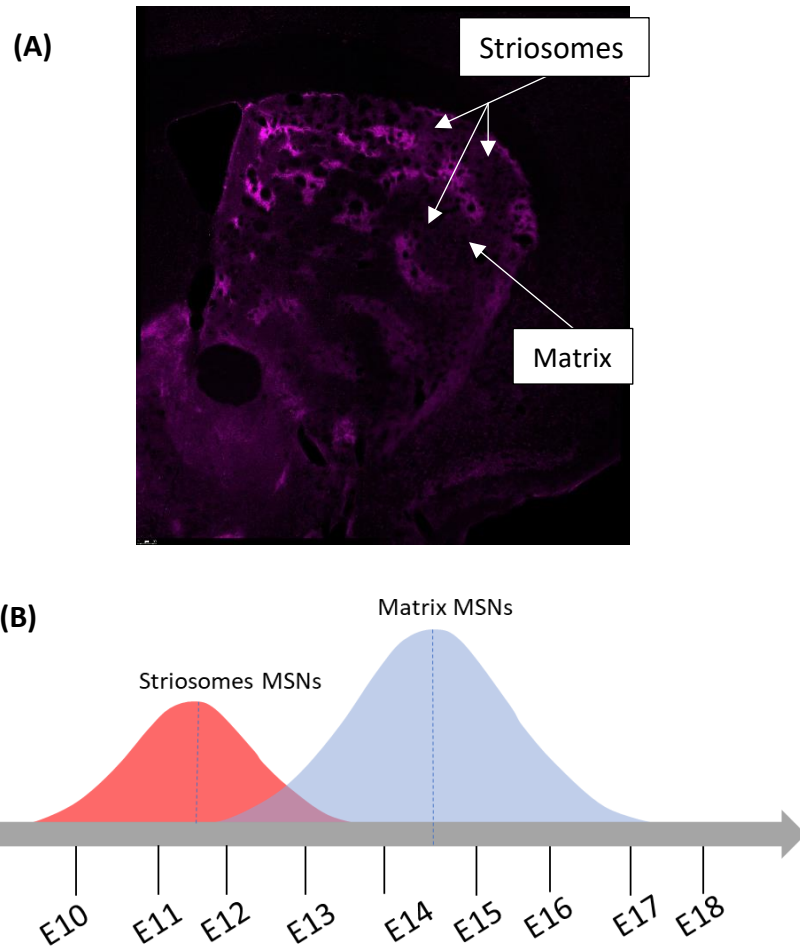 (A)
Striosomes
Matrix
(B)
Matrix MSNs
Striosomes MSNs
E10
E11
E12
E13
E14
E15
E16
E17
E18